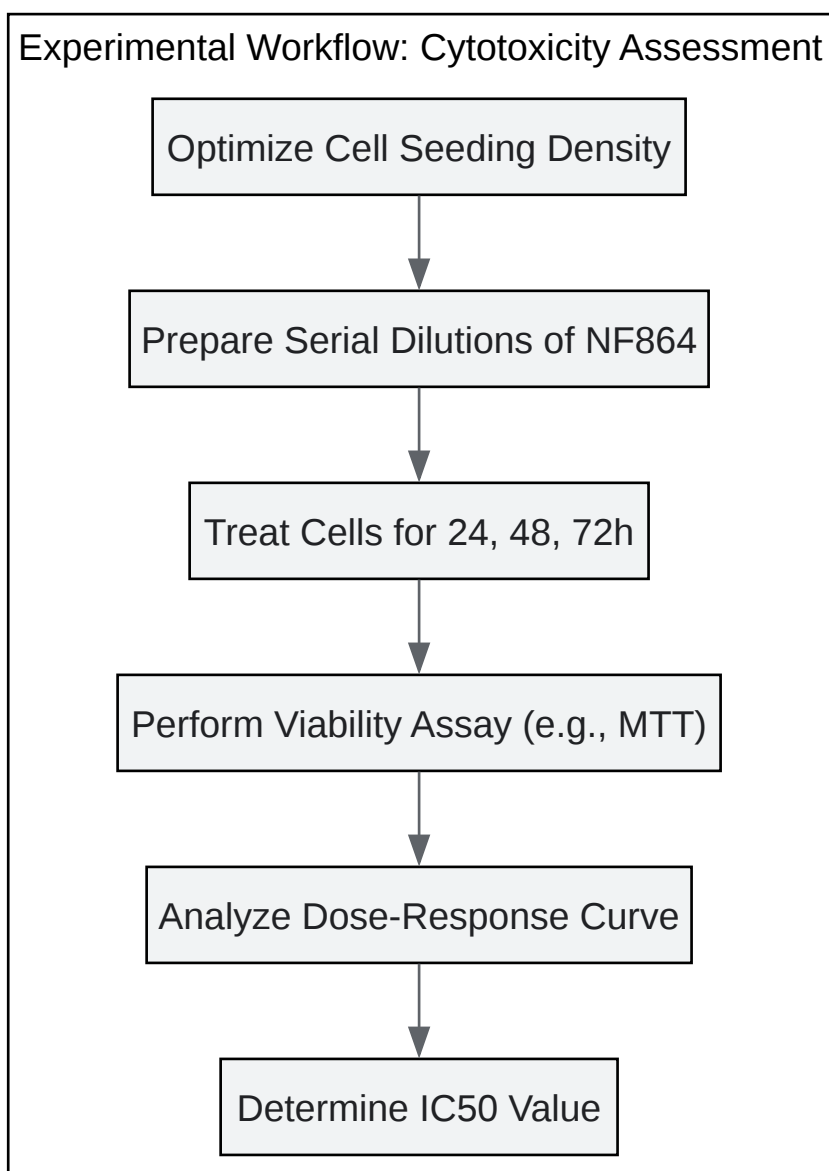 Experimental Workflow: Cytotoxicity Assessment
Optimize Cell Seeding Density
Prepare Serial Dilutions of NF864
Treat Cells for 24, 48, 72h
Perform Viability Assay (e.g., MTT)
Analyze Dose-Response Curve
Determine IC50 Value